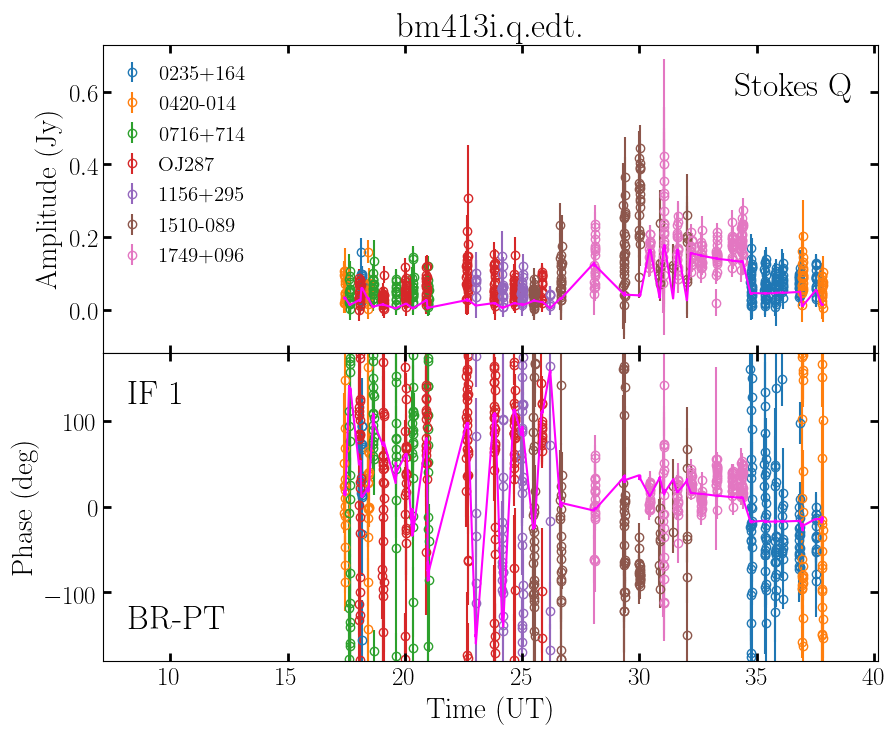 bm413i.q.edt.
Stokes Q
0235+164
0420-014
0716+714
OJ287
1156+295
1510-089
1749+096
Amplitude (Jy)
0.6
0.4
0.2
0.0
IF 1
BR-PT
Phase (deg)
100
0
−100
10 15 20 25 30 35 40
Time (UT)